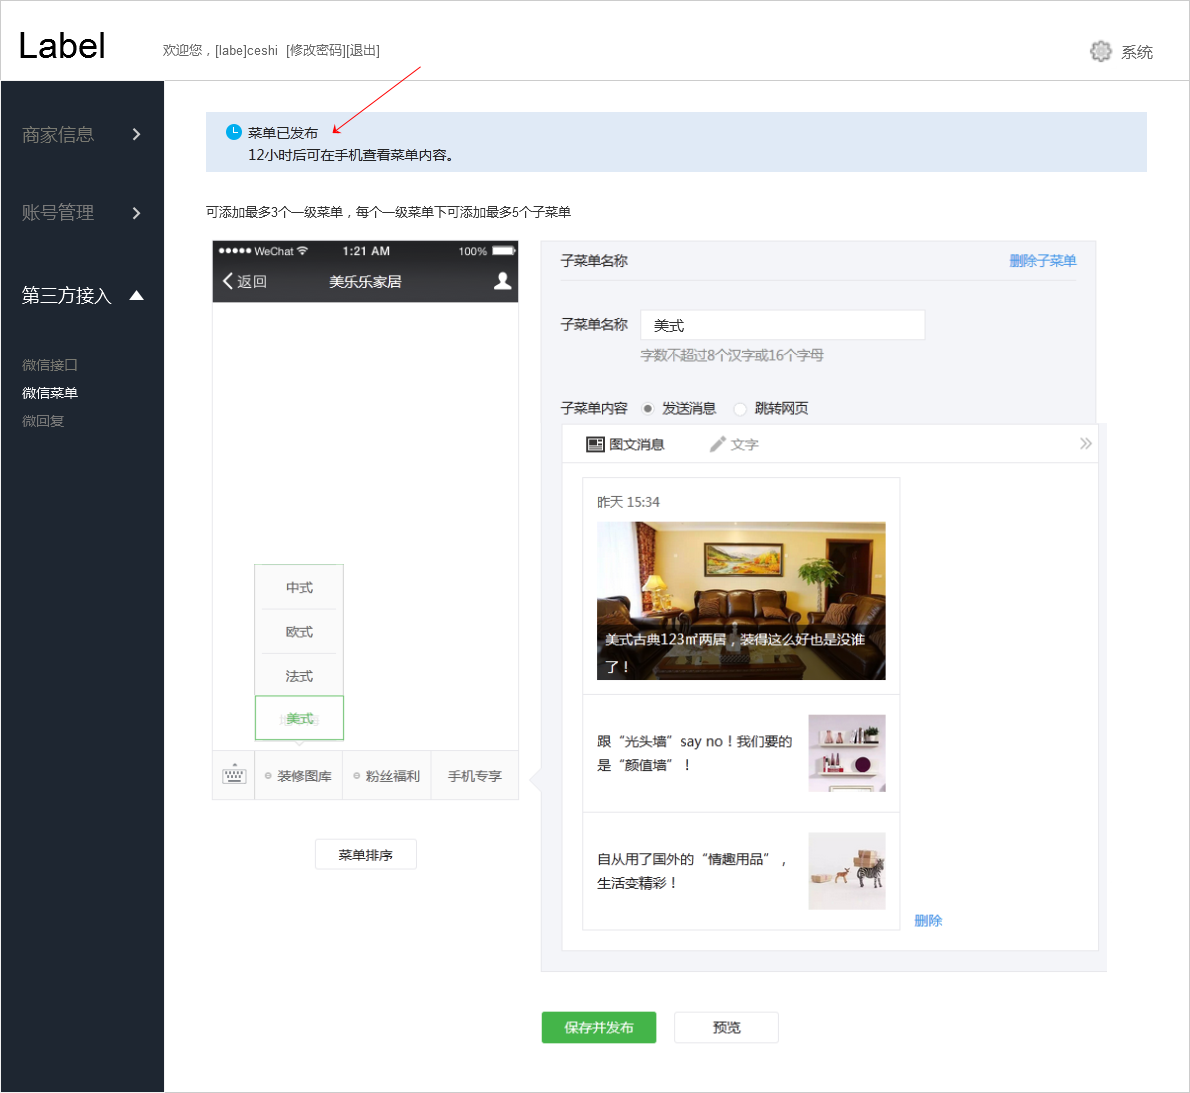 Label
欢迎您，[labe]ceshi  [修改密码][退出]
系统
商家信息
账号管理
第三方接入
微信接口
微信菜单
微回复
菜单已发布
12小时后可在手机查看菜单内容。
可添加最多3个一级菜单，每个一级菜单下可添加最多5个子菜单
WeChat 1:21 AM 100%
返回 美乐乐家居
中式
欧式
法式
美式
装修图库 粉丝福利 手机专享
菜单排序
子菜单名称 删除子菜单
子菜单名称 美式
字数不超过8个汉字或16个字母
子菜单内容 发送消息 跳转网页
图文消息 文字
昨天 15:34
美式古典123㎡两居，装得这么好也是没谁
了！
跟“光头墙”say no！我们要的
是“颜值墙”！
自从用了国外的“情趣用品”，
生活变精彩！
删除
保存并发布 预览